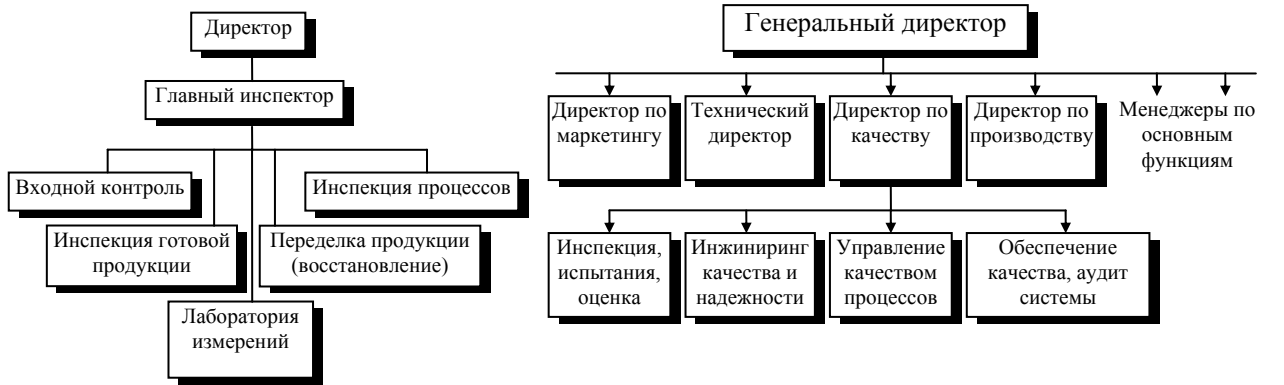 Директор
Главный инспектор
Входной контроль
Инспекция процессов
Инспекция готовой
продукции
Переделка продукции
(восстановление)
Лаборатория
измерений
Генеральный директор
Директор по
маркетингу
Технический
директор
Директор по
качеству
Директор по
производству
Менеджеры по
основным
функциям
Инспекция,
испытания,
оценка
Инжиниринг
качества и
надежности
Управление
качеством
процессов
Обеспечение
качества, аудит
системы